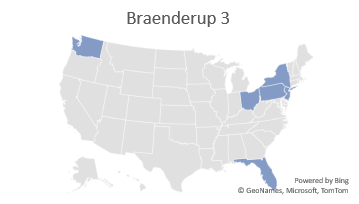 Braenderup 3
Powered by Bing
© GeoNames, Microsoft, TomTom